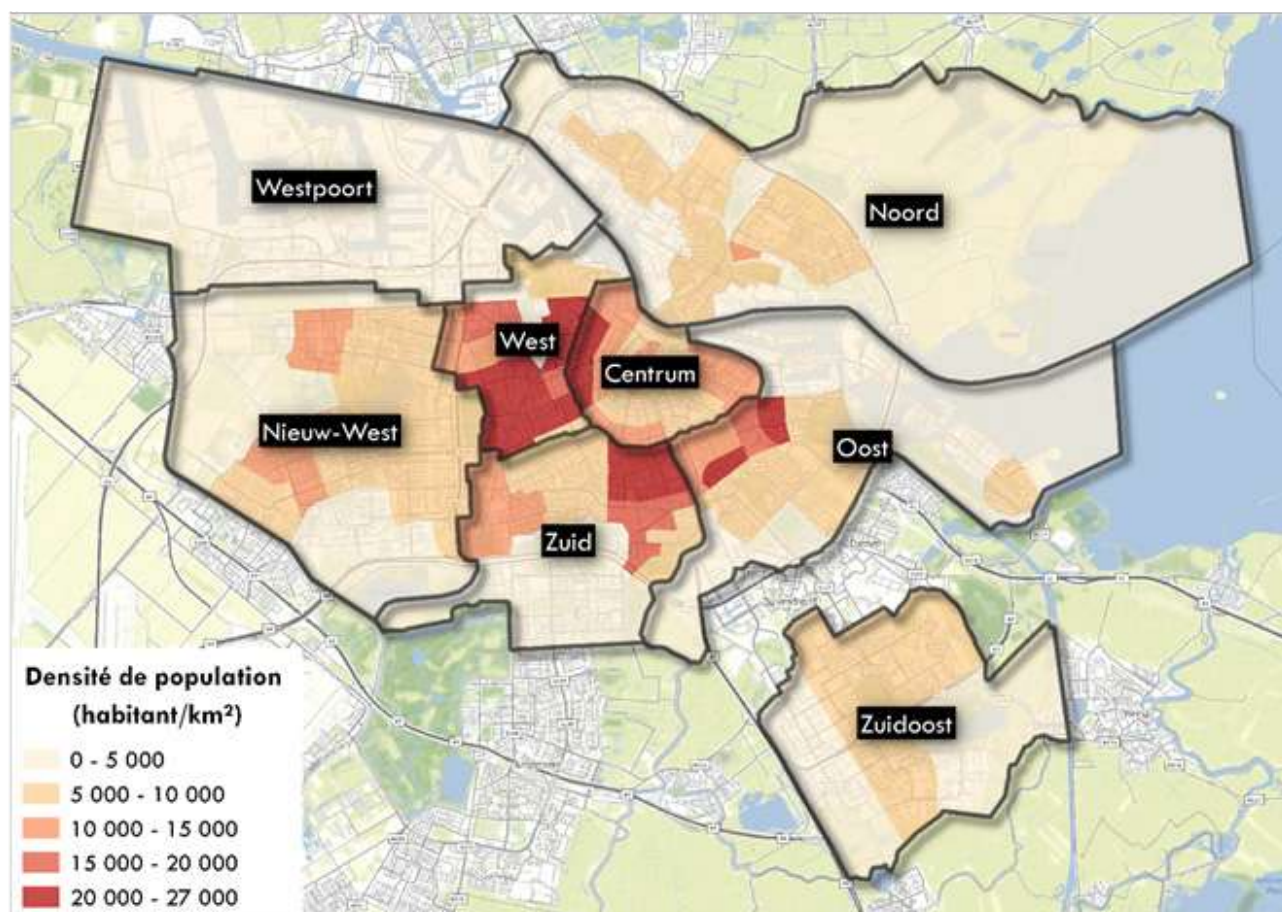 Westpoort
Noord
West
Centrum
Nieuw-West
Oost
Zuid
Zuidoost
Densité de population
(habitant/km²)
0 - 5 000
5 000 - 10 000
10 000 - 15 000
15 000 - 20 000
20 000 - 27 000